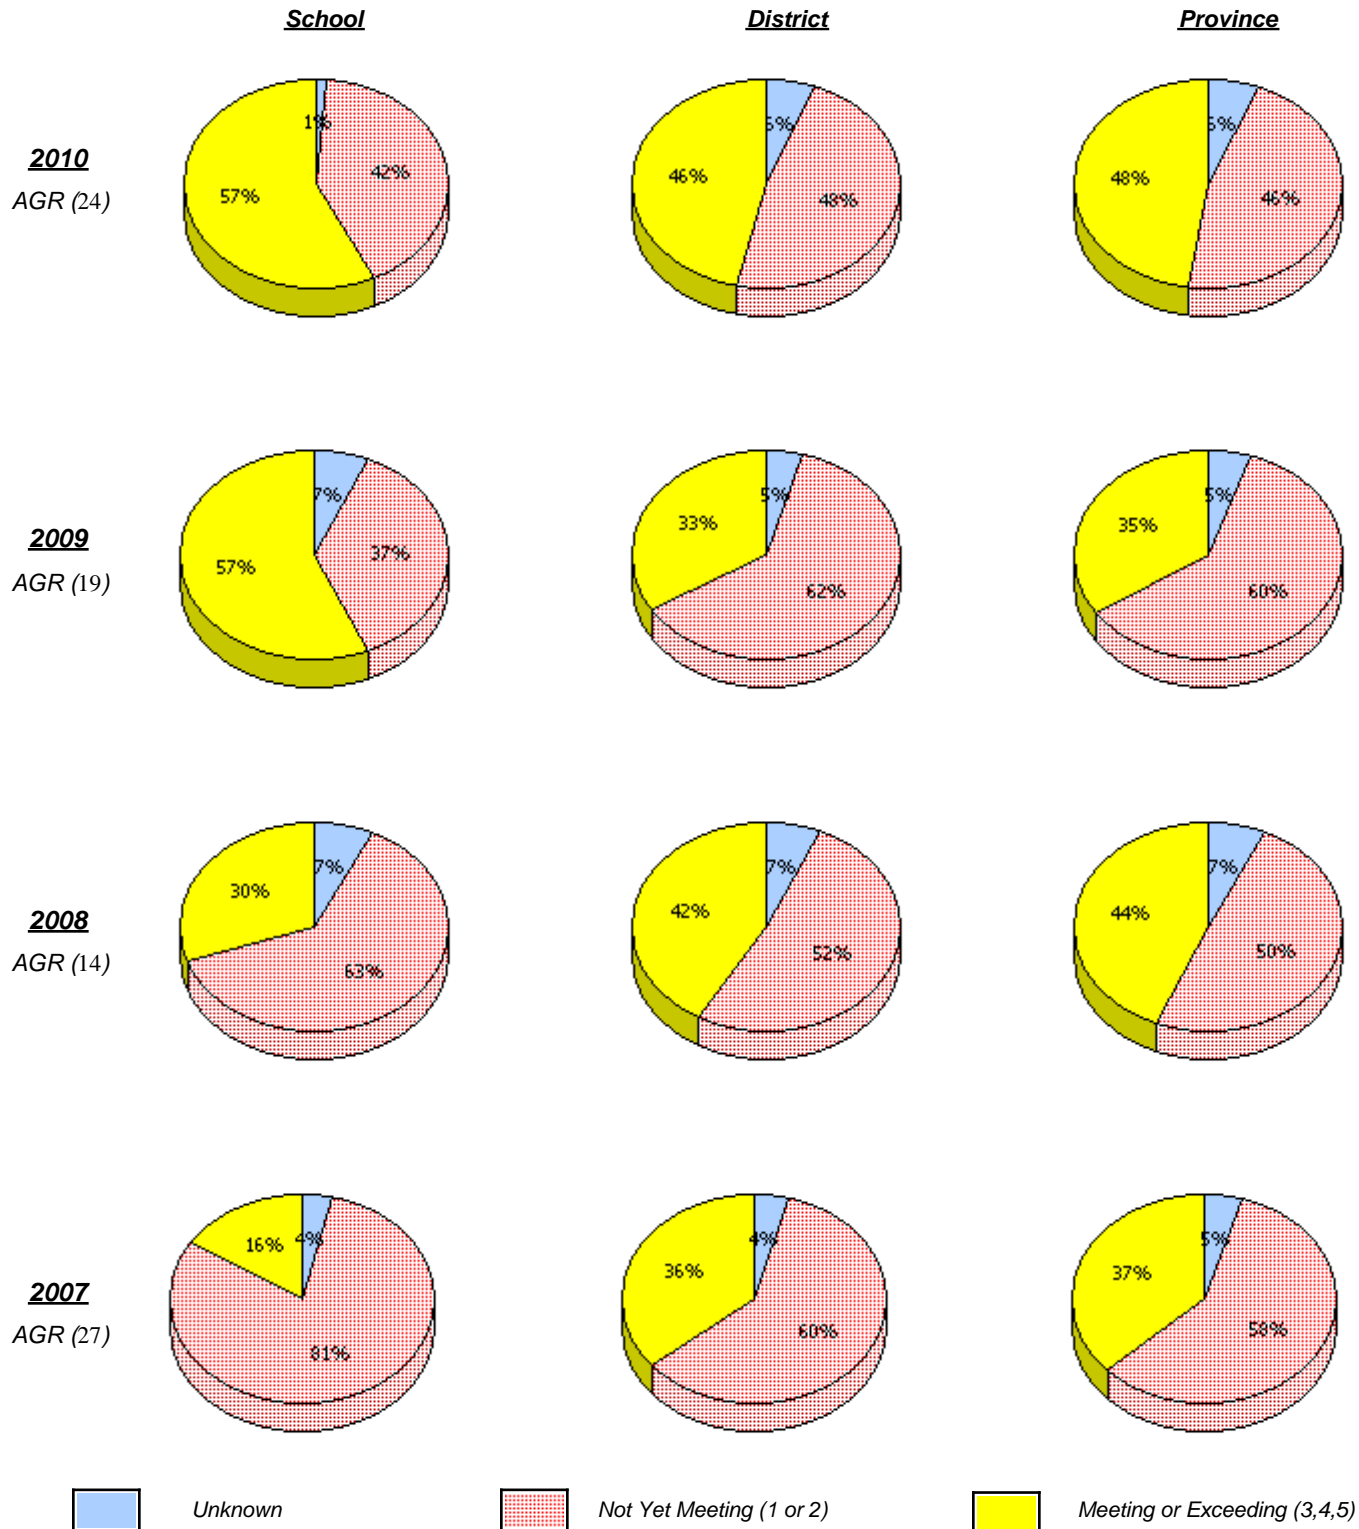 School District Province
1% 5% 5%
2010
57% 42% 46% 48% 48% 46%
AGR (24)
7% 5% 5%
2009
57% 37% 33% 62% 35% 60%
AGR (19)
7% 7% 7%
30% 42% 44%
2008
63% 52% 50%
AGR (14)
16% 4% 36% 4% 37% 5%
2007
81% 60% 58%
AGR (27)
Unknown Not Yet Meeting (1 or 2) Meeting or Exceeding (3,4,5)